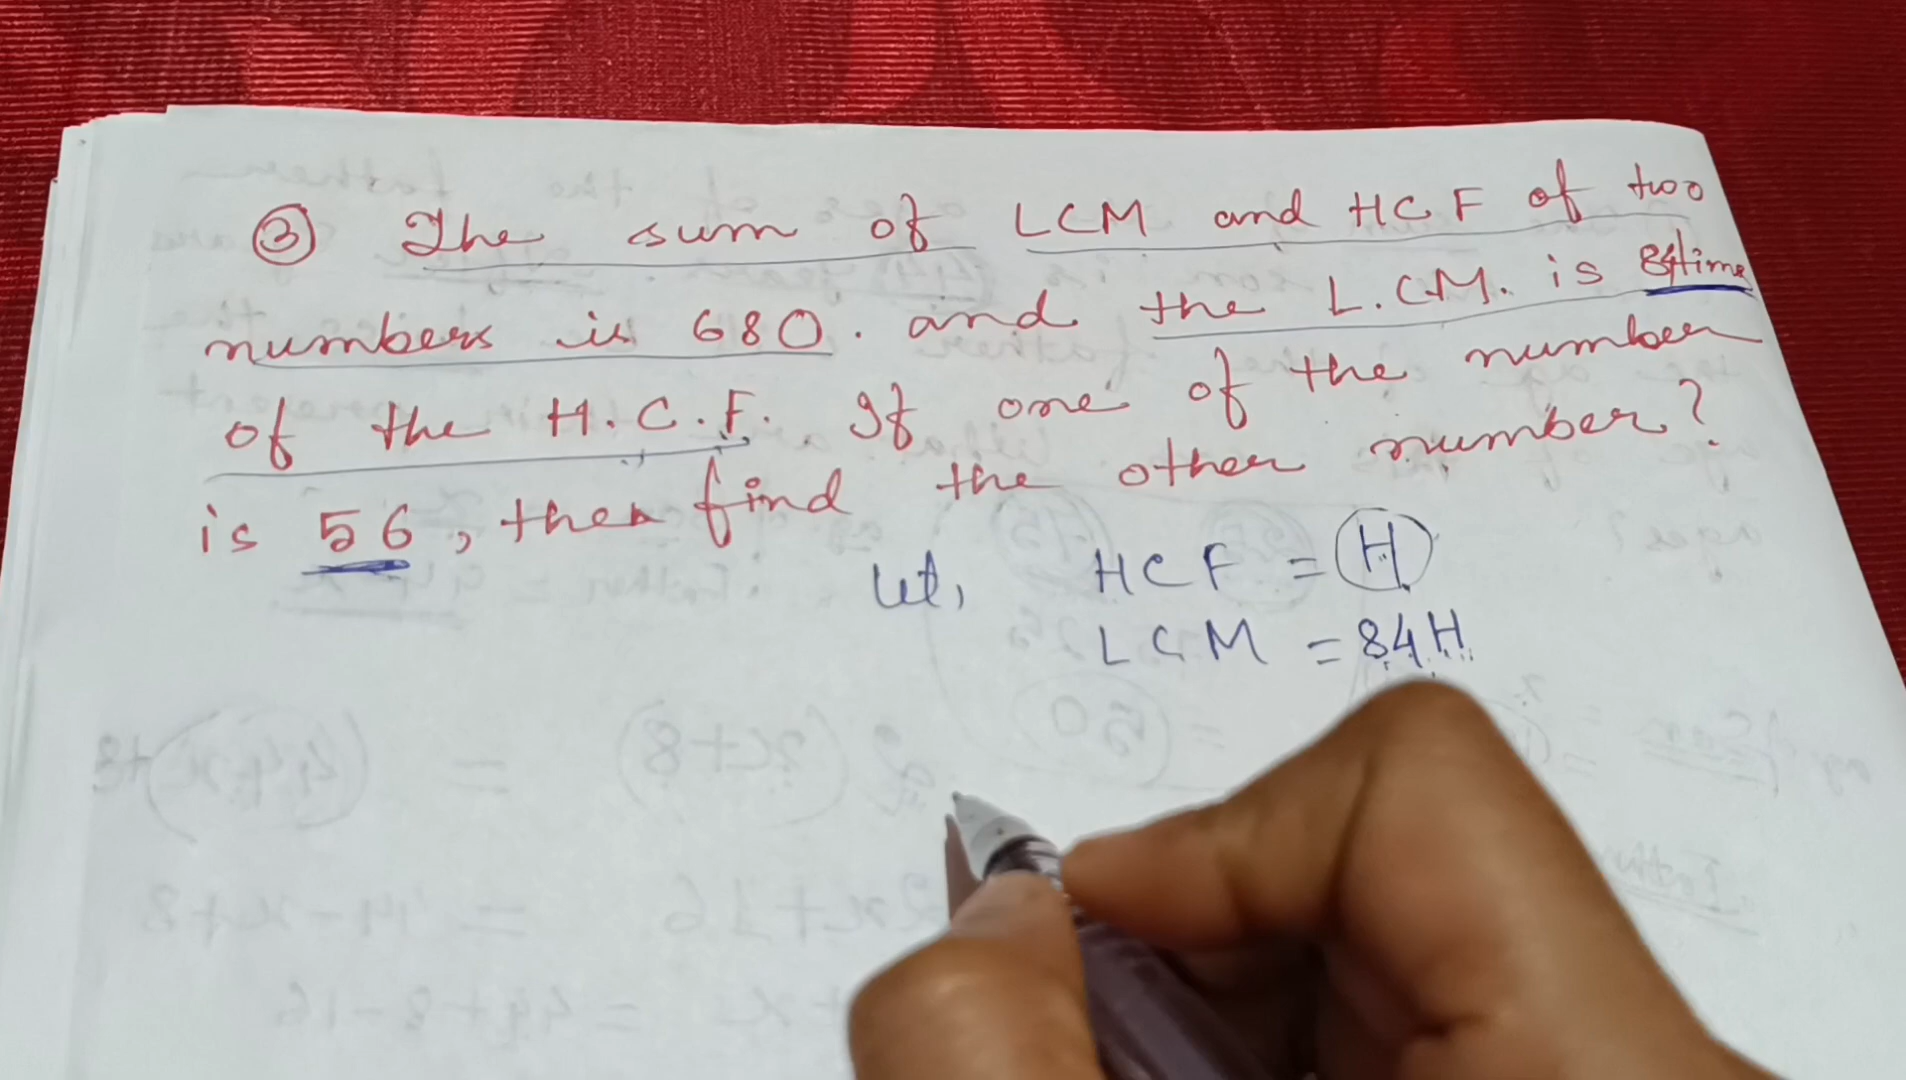 ③ The sum of LCM and HCF of two
numbers is 680. and the L.C.M. is 84time
of the H.C.F. If one of the number
is 56, then find the other number?
Let, HCF = H
LCM = 84H